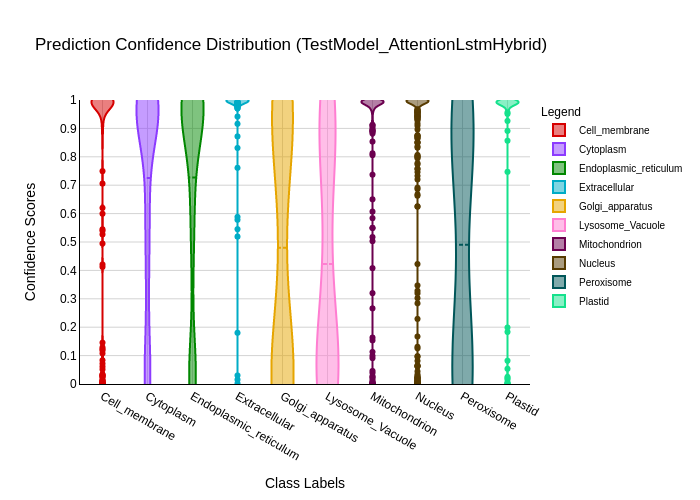 Prediction Confidence Distribution (TestModel_AttentionLstmHybrid)
Legend
Cell_membrane
Cytoplasm
Endoplasmic_reticulum
Extracellular
Golgi_apparatus
Lysosome_Vacuole
Mitochondrion
Nucleus
Peroxisome
Plastid
Confidence Scores
1
0.9
0.8
0.7
0.6
0.5
0.4
0.3
0.2
0.1
0
Cell_membrane
Cytoplasm
Endoplasmic_reticulum
Extracellular
Golgi_apparatus
Lysosome_Vacuole
Mitochondrion
Nucleus
Peroxisome
Plastid
Class Labels